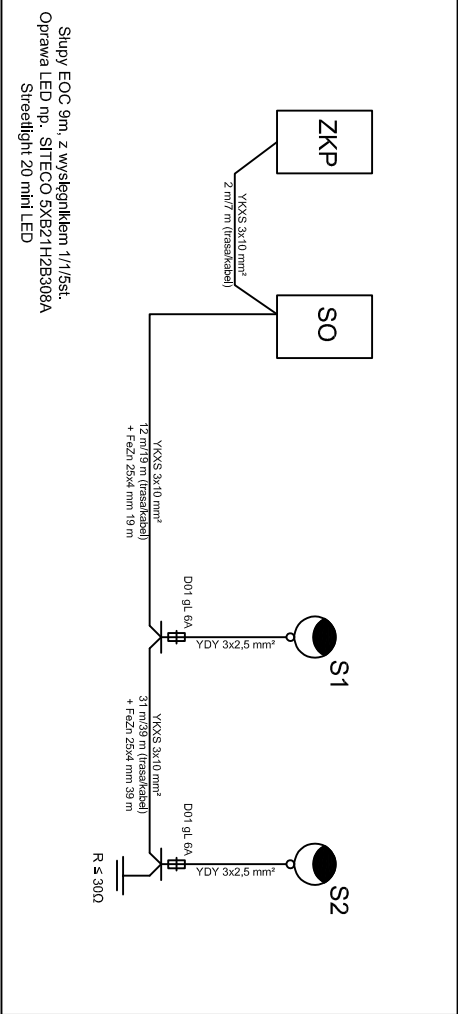 ZKP
SO
YKXS 3x10 mm²
2 m/7 m (trasa/kabel)
YKXS 3x10 mm²
12 m/19 m (trasa/kabel)
+ FeZn 25x4 mm 19 m
D01 gL 6A
YDY 3x2,5 mm²
S1
YKXS 3x10 mm²
31 m/39 m (trasa/kabel)
+ FeZn 25x4 mm 39 m
D01 gL 6A
YDY 3x2,5 mm²
S2
R ≤ 30Ω
Słupy EOC 9m, z wysięgnikiem 1/1/5st.
Oprawa LED np. SITECO 5XB21H2B308A
Streetlight 20 mini LED